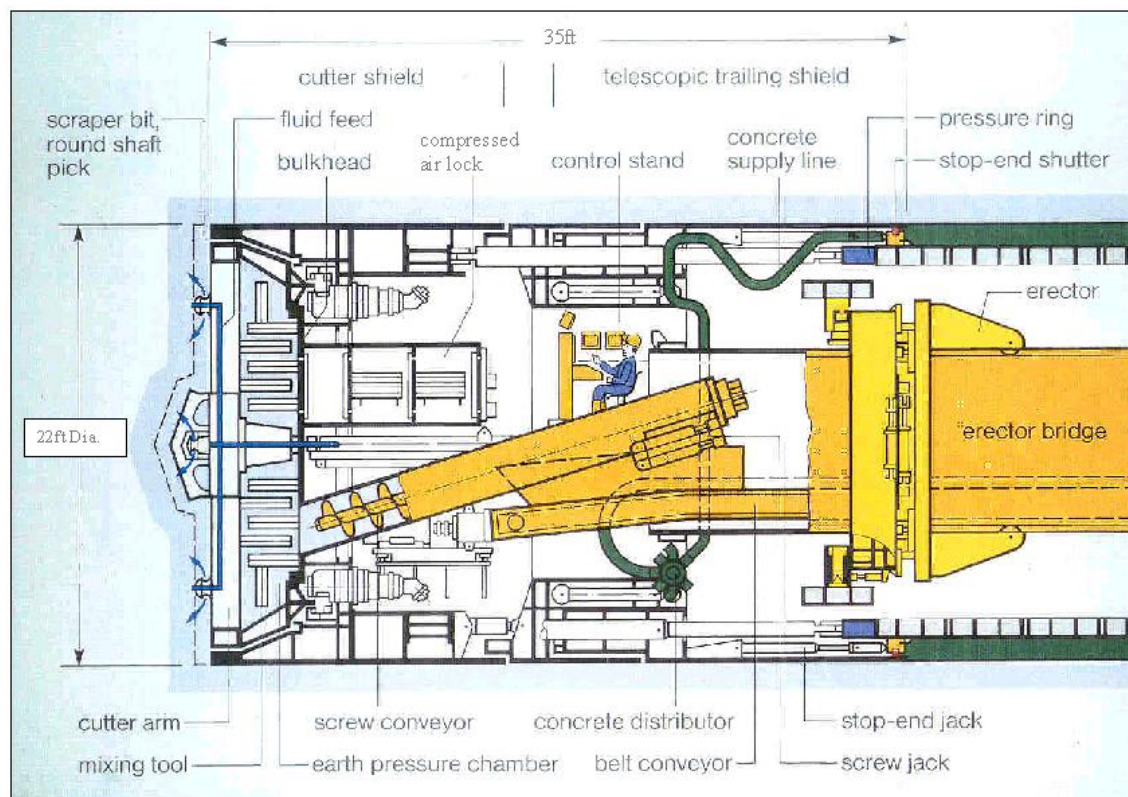 35ft
cutter shield
telescopic trailing shield
scraper bit,
round shaft
pick
fluid feed
bulkhead
compressed
air lock
control stand
concrete
supply line
pressure ring
stop-end shutter
erector
22ft Dia.
erector bridge
cutter arm
screw conveyor
concrete distributor
stop-end jack
mixing tool
earth pressure chamber
belt conveyor
screw jack